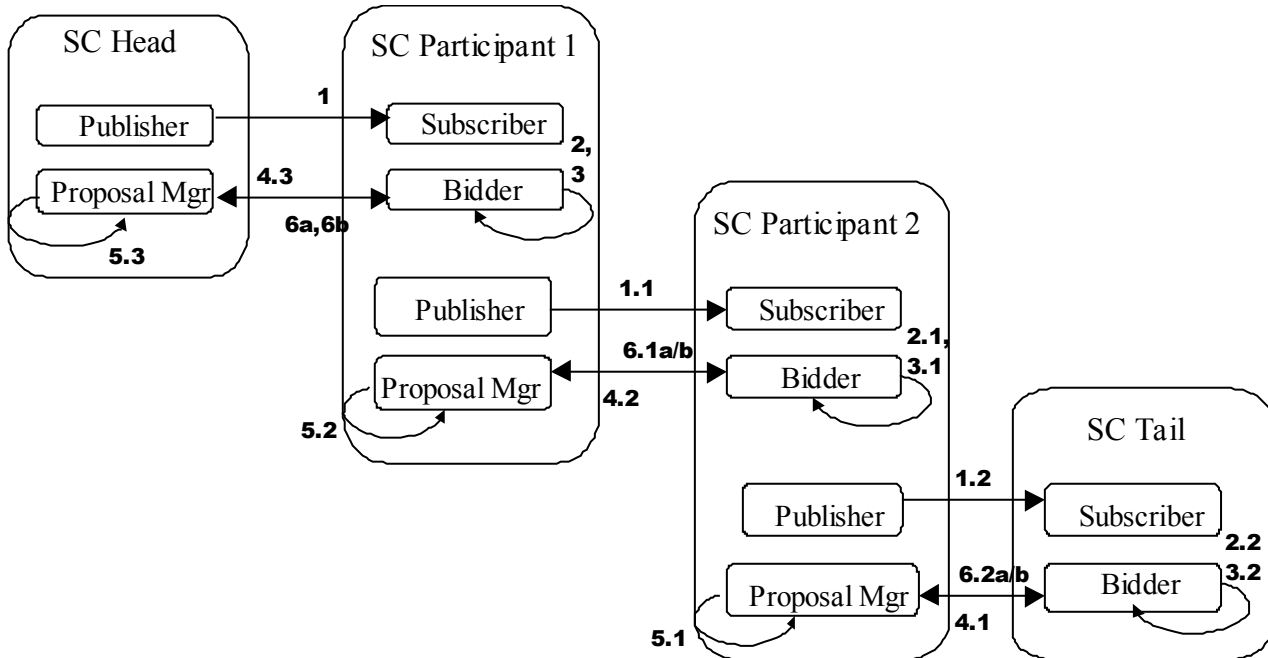 SC Head
SC Participant 1
1
Publisher
Subscriber
2,
3
4.3
Proposal Mgr
Bidder
6a,6b
5.3
SC Participant 2
1.1
Publisher
Subscriber
2.1,
3.1
6.1a/b
Proposal Mgr
Bidder
4.2
5.2
SC Tail
1.2
Publisher
Subscriber
2.2
3.2
6.2a/b
Proposal Mgr
Bidder
4.1
5.1